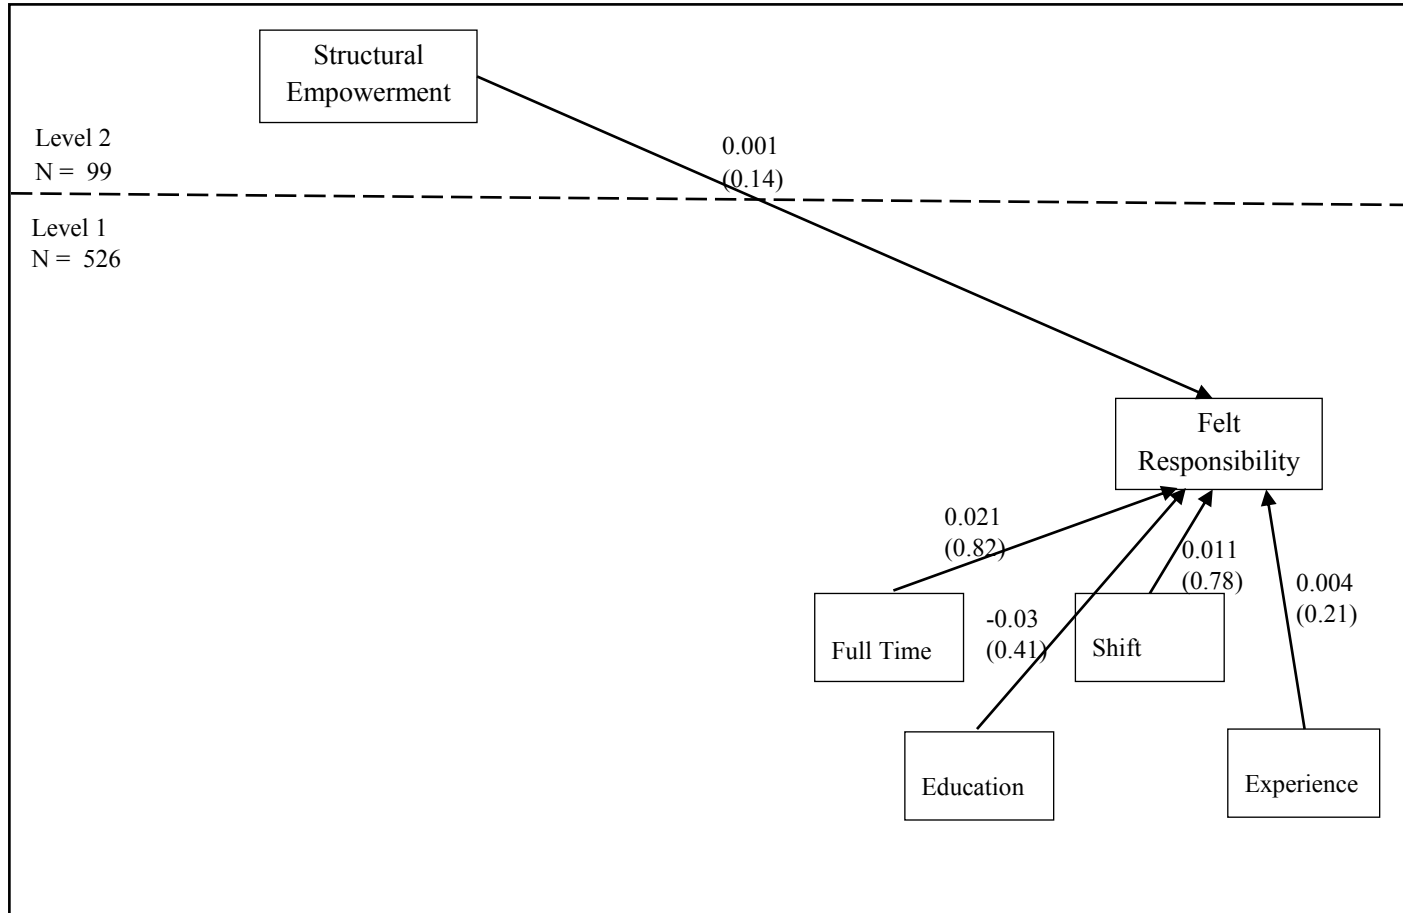 Structural
Empowerment
Level 2
N =  99
0.001
(0.14)
Level 1
N =  526
Felt
Responsibility
0.021
(0.82)
0.011
(0.78)
0.004
(0.21)
-0.03
(0.41)
Full Time
Shift
Education
Experience